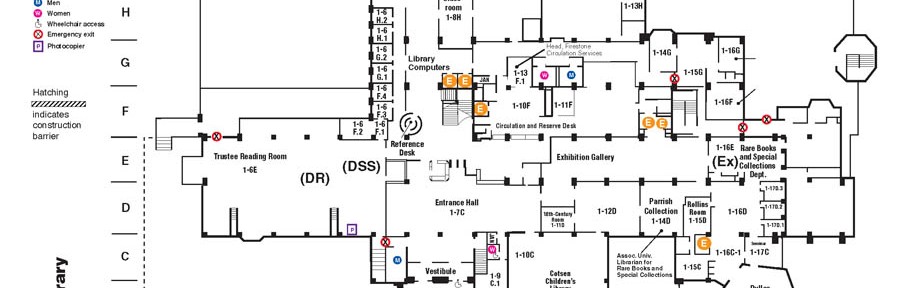 Men
Women
Wheelchair access
Emergency exit
P Photocopier
Hatching
indicates
construction
barrier
H
G
F
E
D
C
room
1-8H
1-13H
1-6
H.2
1-6
H.1
1-6
G.2
1-6
G.1
1-6
F.4
1-6
F.3
1-6
F.2
1-6
F.1
Library
Computers
E E
JAN
E
Head, Firestone
Circulation Services
1-13
F.1
W
M
1-10F
1-11F
Circulation and Reserve Desk
1-14G
1-15G
1-16G
1-16F
E E
Reference
Desk
Trustee Reading Room
1-6E
(DR)
(DSS)
P
Exhibition Gallery
1-16E
(Ex)
Rare Books
and Special
Collections
Dept.
1-17D.3
1-17D.2
1-17D.1
Entrance Hall
1-7C
18th-Century
Room
1-11D
1-12D
Parrish
Collection
1-14D
Rollins
Room
1-15D
1-16D
E
M
W
Vestibule
1-9
C.1
1-10C
Cotsen
Children's
Assoc. Univ.
Librarian for
Rare Books and
Special Collections
1-15C
1-16C-1
1-17C